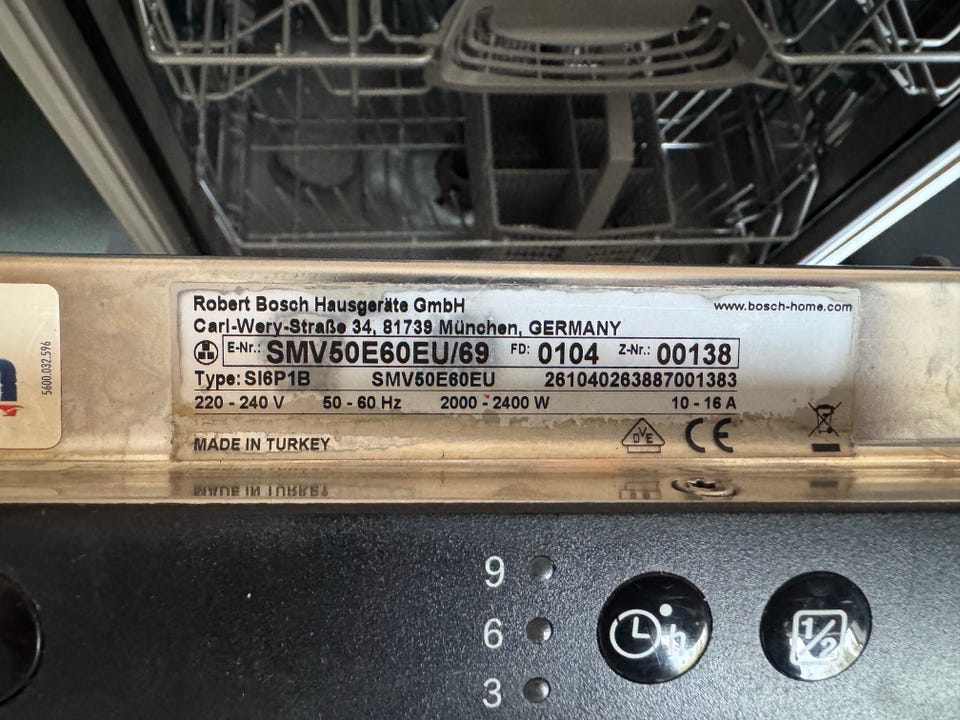 Robert Bosch Hausgeräte GmbH
www.bosch-home.com
Carl-Wery-Straße 34, 81739 München, GERMANY
E-Nr.: SMV50E60EU/69 FD: 0104 Z-Nr.: 00138
Type: SI6P1B SMV50E60EU 261040263887001383
220 - 240 V 50 - 60 Hz 2000 - 2400 W 10 - 16 A
MADE IN TURKEY
DVE
CE
5600.032.596
9
6
3
h
1/2